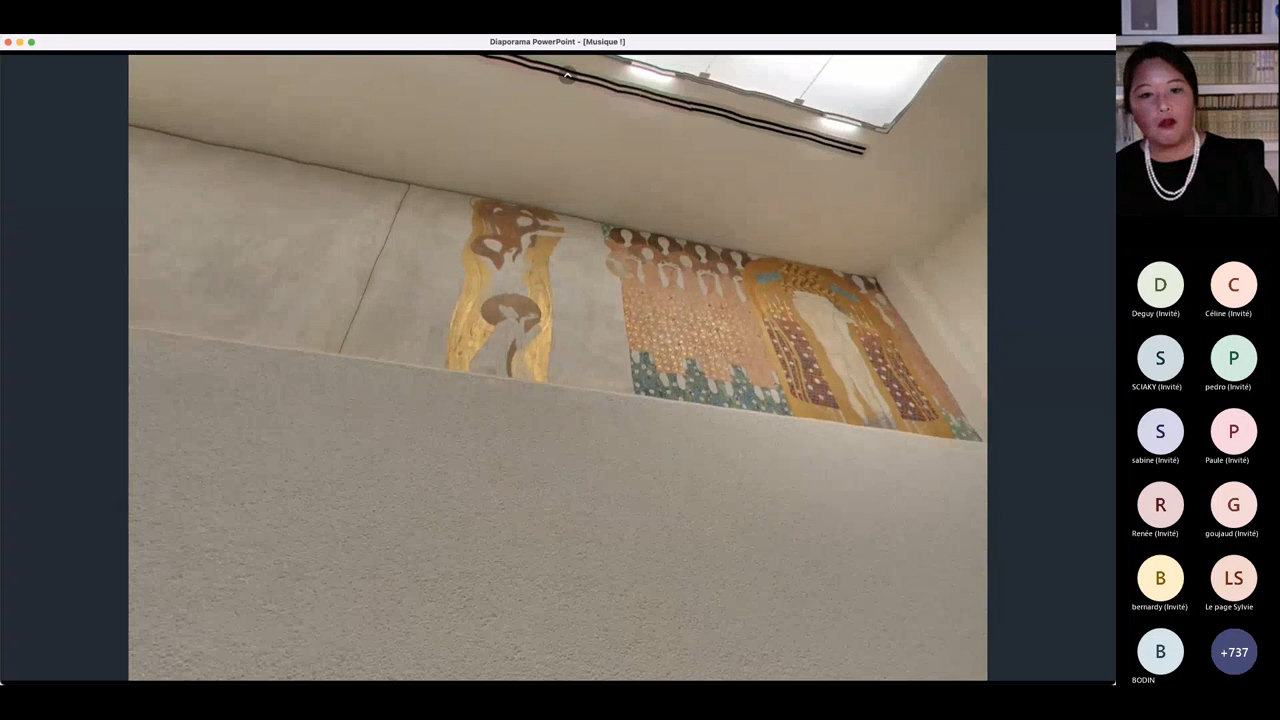 Diaporama PowerPoint - [Musique !]
D
C
Deguy (Invité)
Céline (Invité)
S
P
SCIAKY (Invité)
pedro (Invité)
S
P
sabine (Invité)
Paule (Invité)
R
G
Renée (Invité)
goujaud (Invité)
B
LS
bernardy (Invité)
Le page Sylvie
B
+737
BODIN